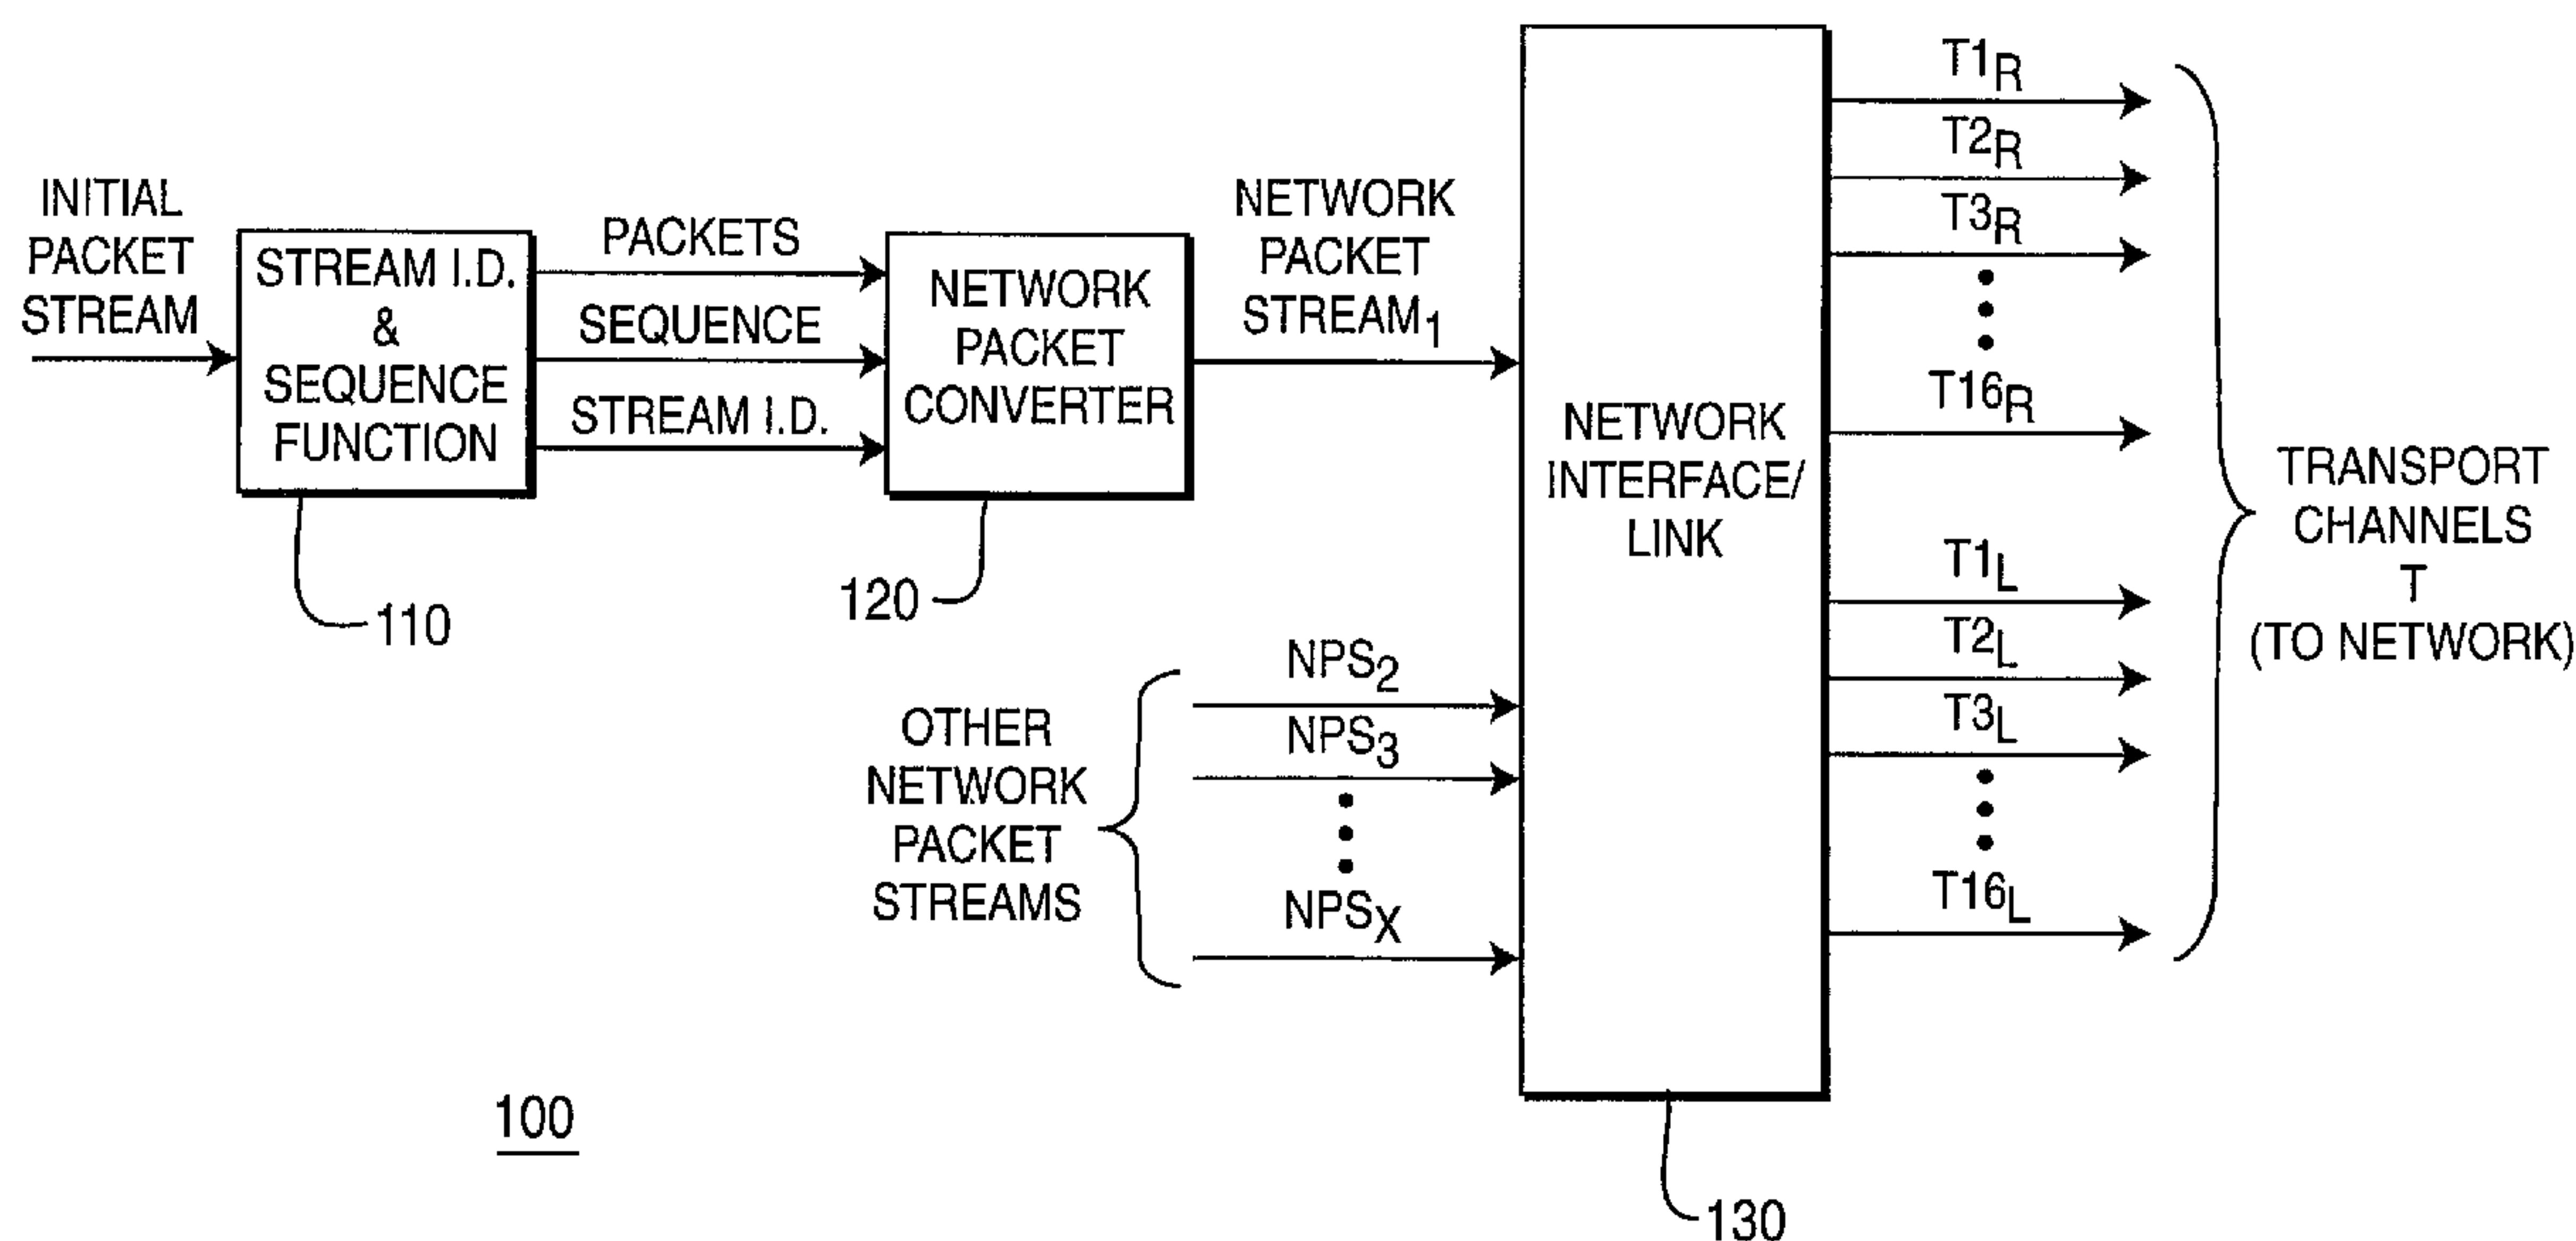 INITIAL
PACKET
STREAM
STREAM I.D.
&
SEQUENCE
FUNCTION
110
PACKETS
SEQUENCE
STREAM I.D.
NETWORK
PACKET
CONVERTER
120
NETWORK
PACKET
STREAM1
OTHER
NETWORK
PACKET
STREAMS
NPS2
NPS3
NPSX
NETWORK
INTERFACE/
LINK
130
T1R
T2R
T3R
T16R
T1L
T2L
T3L
T16L
TRANSPORT
CHANNELS
T
(TO NETWORK)
100